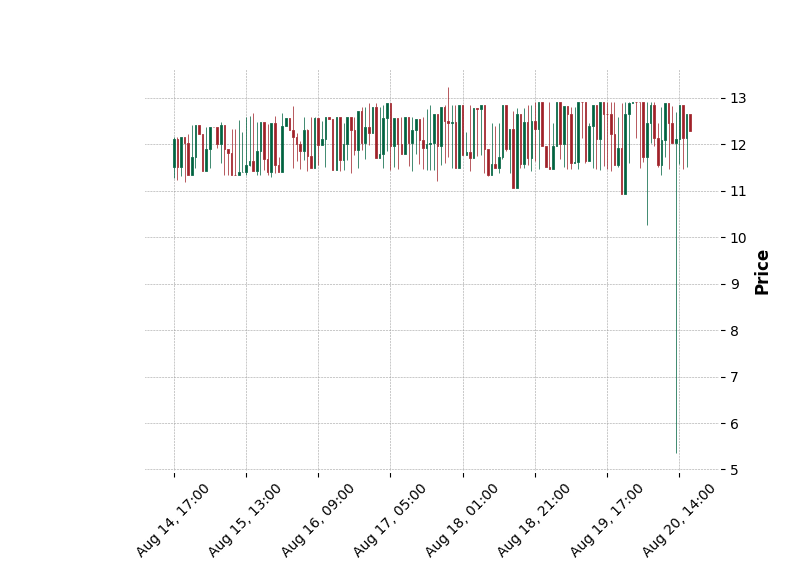 13
12
11
10
9
8
7
6
5
Price
Aug 14, 17:00
Aug 15, 13:00
Aug 16, 09:00
Aug 17, 05:00
Aug 18, 01:00
Aug 18, 21:00
Aug 19, 17:00
Aug 20, 14:00